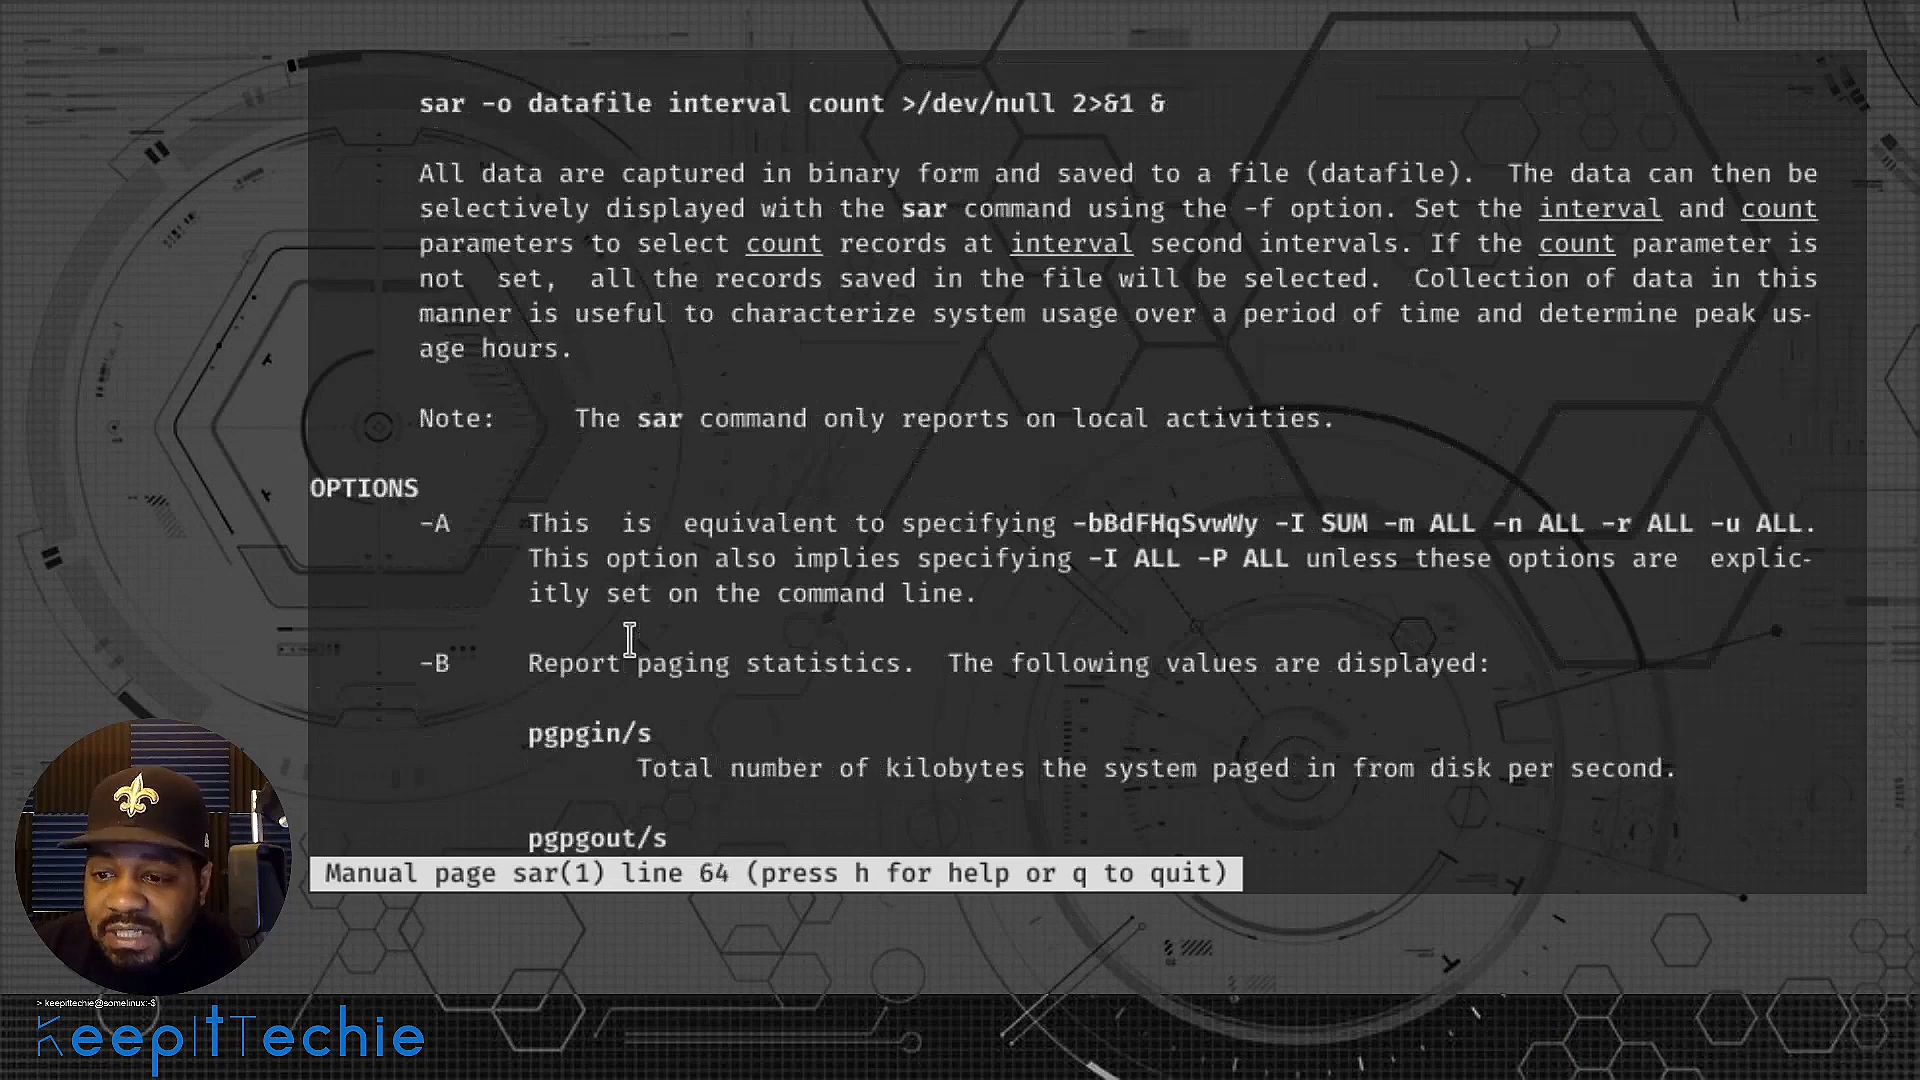 sar -o datafile interval count >/dev/null 2>&1 &
All data are captured in binary form and saved to a file (datafile).  The data can then be
selectively displayed with the sar command using the -f option. Set the interval and count
parameters to select count records at interval second intervals. If the count parameter is
not  set,  all the records saved in the file will be selected.  Collection of data in this
manner is useful to characterize system usage over a period of time and determine peak us-
age hours.
Note:     The sar command only reports on local activities.
OPTIONS
-A     This  is  equivalent to specifying -bBdFHqSvwWy -I SUM -m ALL -n ALL -r ALL -u ALL.
This option also implies specifying -I ALL -P ALL unless these options are  explic-
itly set on the command line.
-B     Report paging statistics.  The following values are displayed:
pgpgin/s
Total number of kilobytes the system paged in from disk per second.
pgpgout/s
Manual page sar(1) line 64 (press h for help or q to quit)
> keepittechie@somelinux:~$
KeepItTechie